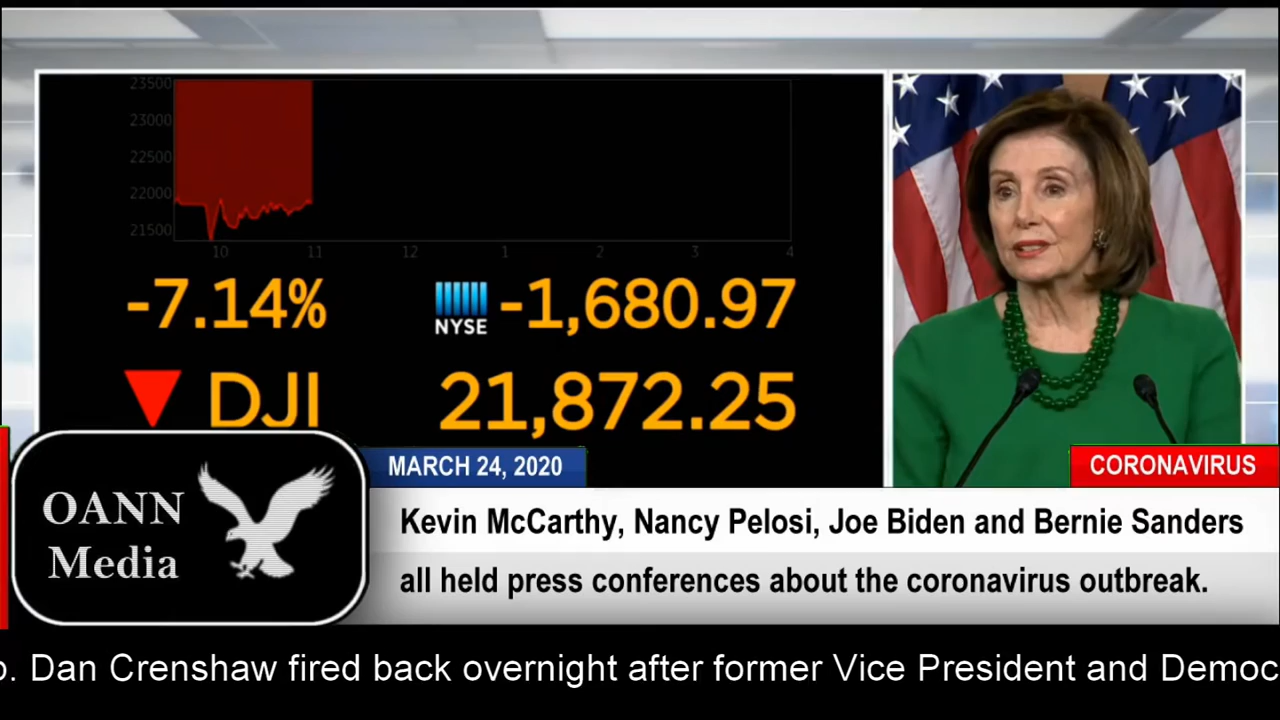 23500
23000
22500
22000
21500
10 11 12 1 2 3 4
-7.14% NYSE -1,680.97
DJI 21,872.25
MARCH 24, 2020
CORONAVIRUS
OANN
Media
Kevin McCarthy, Nancy Pelosi, Joe Biden and Bernie Sanders
all held press conferences about the coronavirus outbreak.
. Dan Crenshaw fired back overnight after former Vice President and Democ